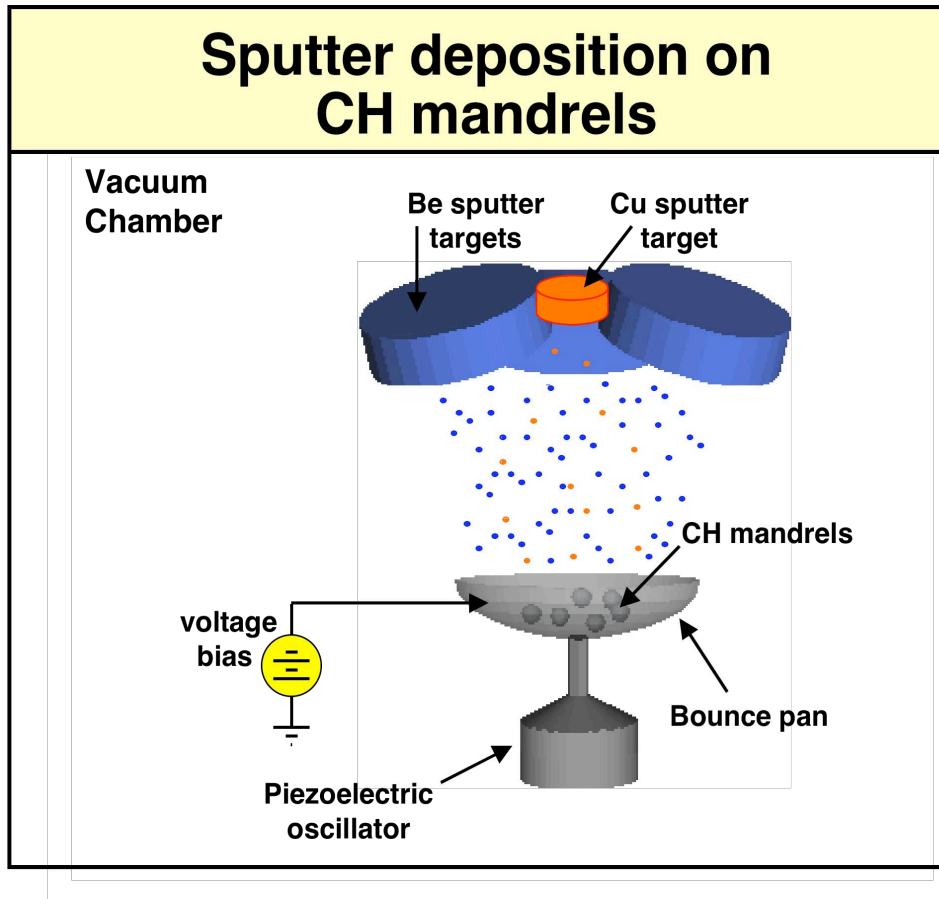 Sputter deposition on
CH mandrels
Vacuum
Chamber
Be sputter
targets
Cu sputter
target
CH mandrels
voltage
bias
Bounce pan
Piezoelectric
oscillator